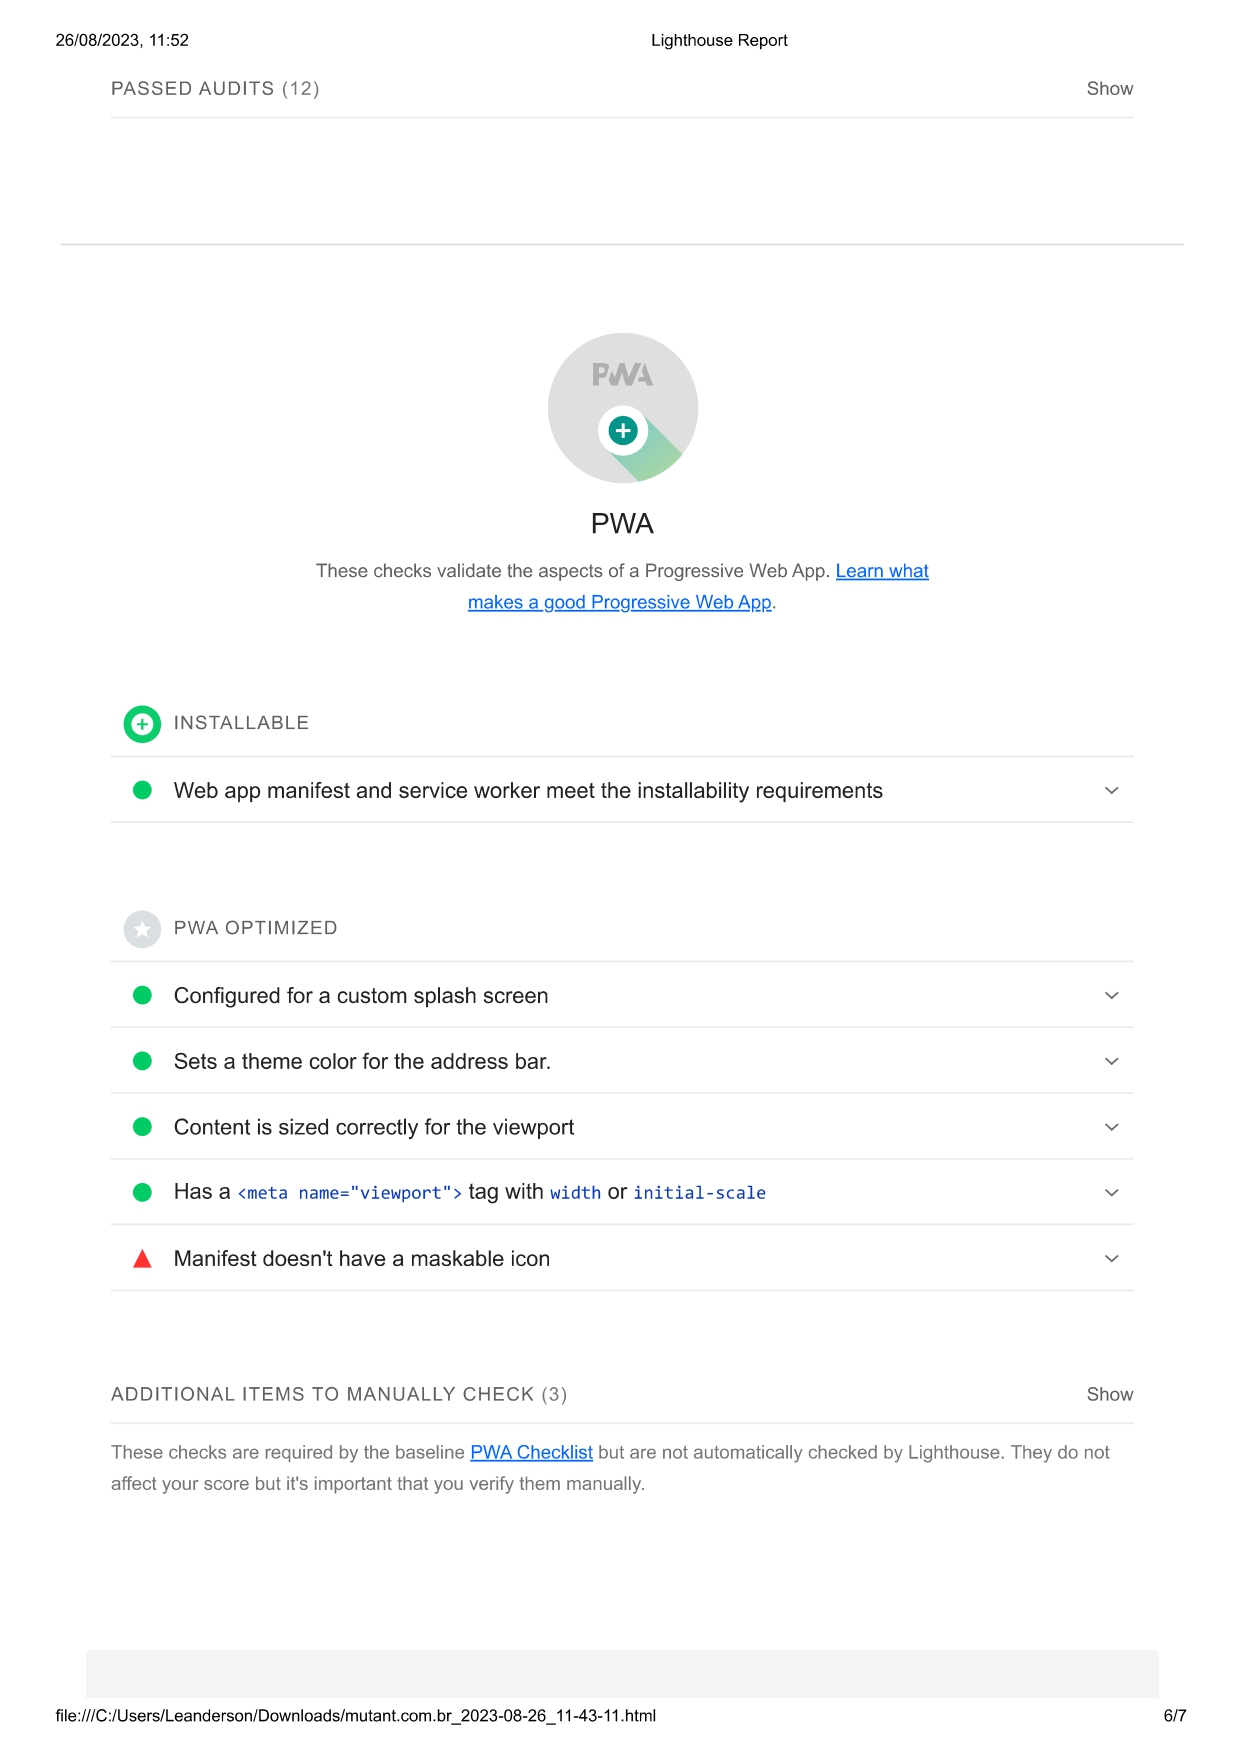 26/08/2023, 11:52 Lighthouse Report
PASSED AUDITS (12) Show
PWA
PWA
These checks validate the aspects of a Progressive Web App. Learn what
makes a good Progressive Web App.
INSTALLABLE
Web app manifest and service worker meet the installability requirements
PWA OPTIMIZED
Configured for a custom splash screen
Sets a theme color for the address bar.
Content is sized correctly for the viewport
Has a <meta name="viewport"> tag with width or initial-scale
Manifest doesn't have a maskable icon
ADDITIONAL ITEMS TO MANUALLY CHECK (3) Show
These checks are required by the baseline PWA Checklist but are not automatically checked by Lighthouse. They do not
affect your score but it's important that you verify them manually.
file:///C:/Users/Leanderson/Downloads/mutant.com.br_2023-08-26_11-43-11.html 6/7